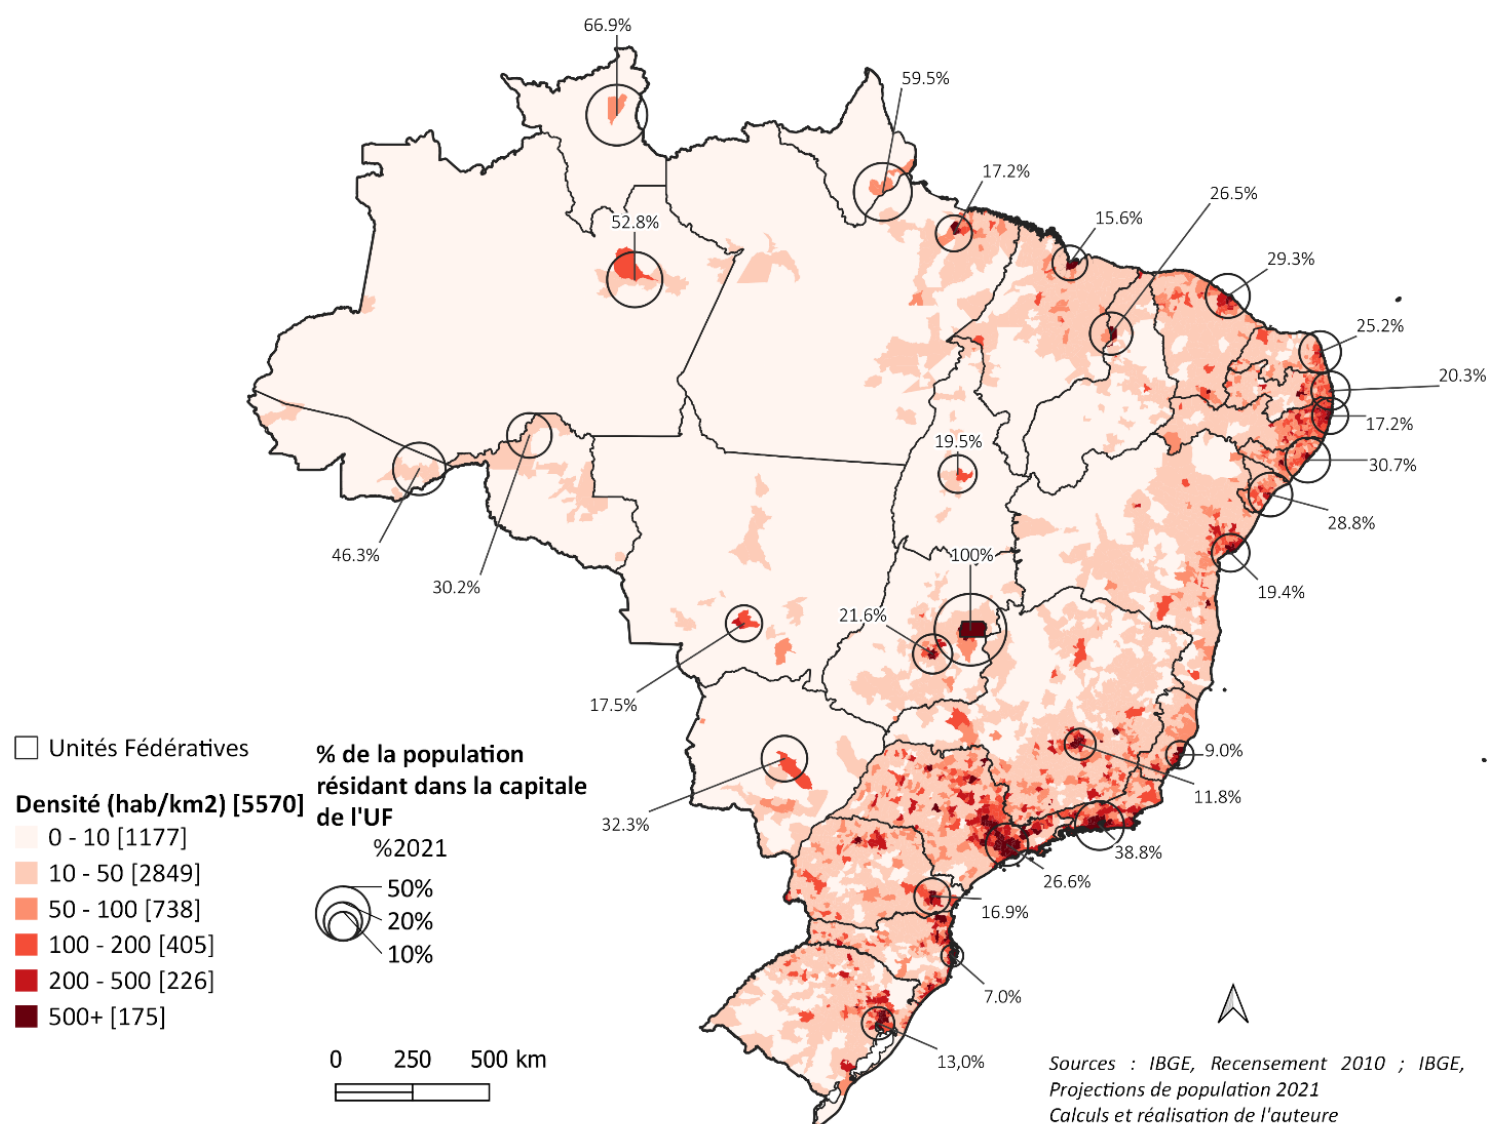 66.9%
59.5%
17.2%
26.5%
52.8%
15.6%
29.3%
25.2%
20.3%
17.2%
19.5%
30.7%
28.8%
46.3%
100%
30.2%
19.4%
21.6%
17.5%
9.0%
11.8%
32.3%
38.8%
26.6%
16.9%
7.0%
13,0%
Unités Fédératives
Densité (hab/km2) [5570]
0 - 10 [1177]
10 - 50 [2849]
50 - 100 [738]
100 - 200 [405]
200 - 500 [226]
500+ [175]
% de la population
résidant dans la capitale
de l'UF
%2021
50%
20%
10%
0 250 500 km
Sources : IBGE, Recensement 2010 ; IBGE,
Projections de population 2021
Calculs et réalisation de l'auteure